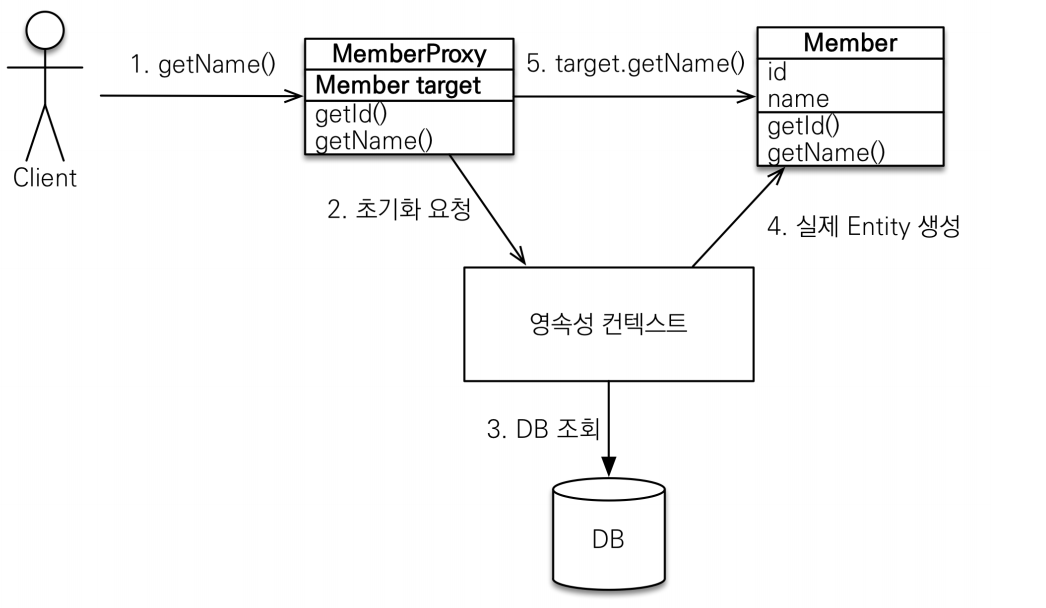 1. getName()
MemberProxy
Member target
getId()
getName()
5. target.getName()
Member
id
name
getId()
getName()
Client
2. 초기화 요청
4. 실제 Entity 생성
영속성 컨텍스트
3. DB 조회
DB